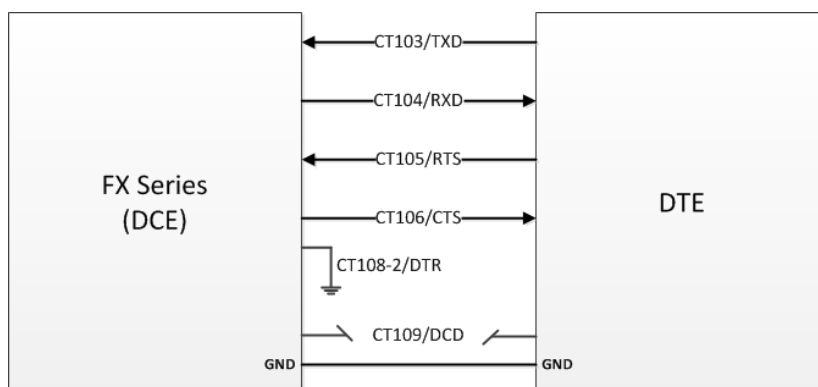 CT103/TXD
CT104/RXD
CT105/RTS
FX Series
(DCE)
DTE
CT106/CTS
CT108-2/DTR
CT109/DCD
GND
GND